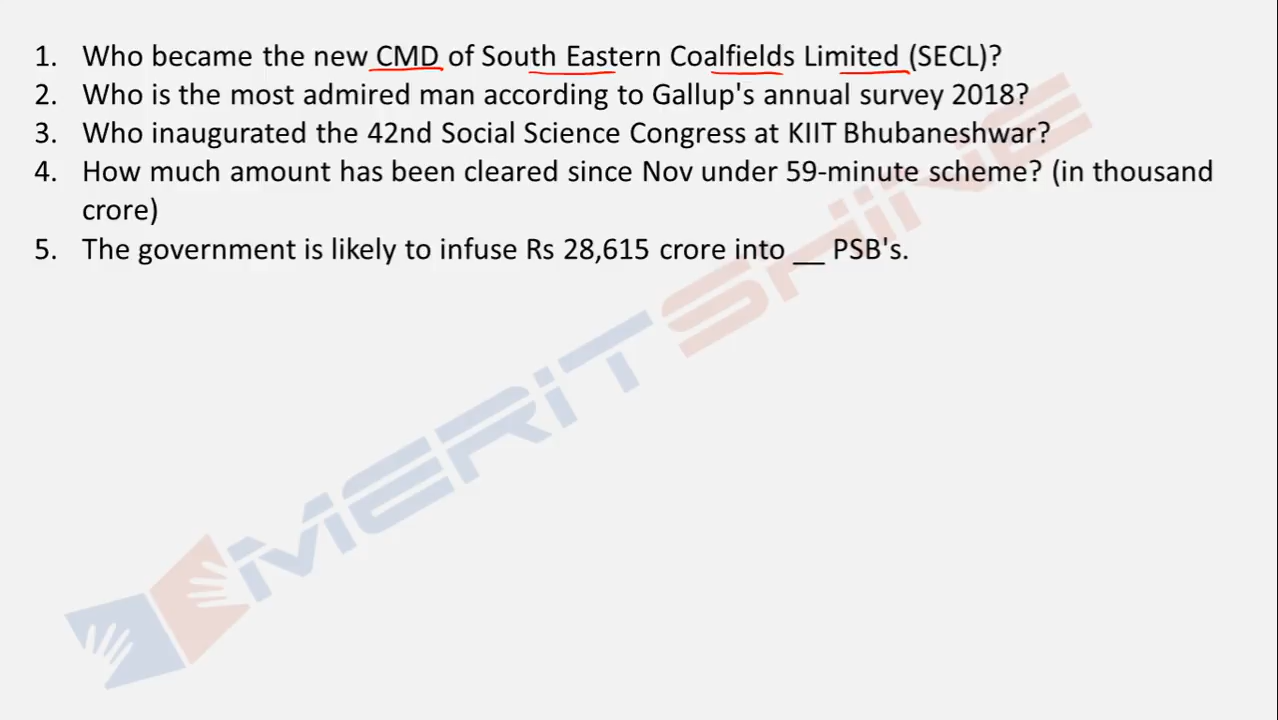 1. Who became the new CMD of South Eastern Coalfields Limited (SECL)?
2. Who is the most admired man according to Gallup's annual survey 2018?
3. Who inaugurated the 42nd Social Science Congress at KIIT Bhubaneshwar?
4. How much amount has been cleared since Nov under 59-minute scheme? (in thousand
crore)
5. The government is likely to infuse Rs 28,615 crore into __ PSB's.
MERITSHINE